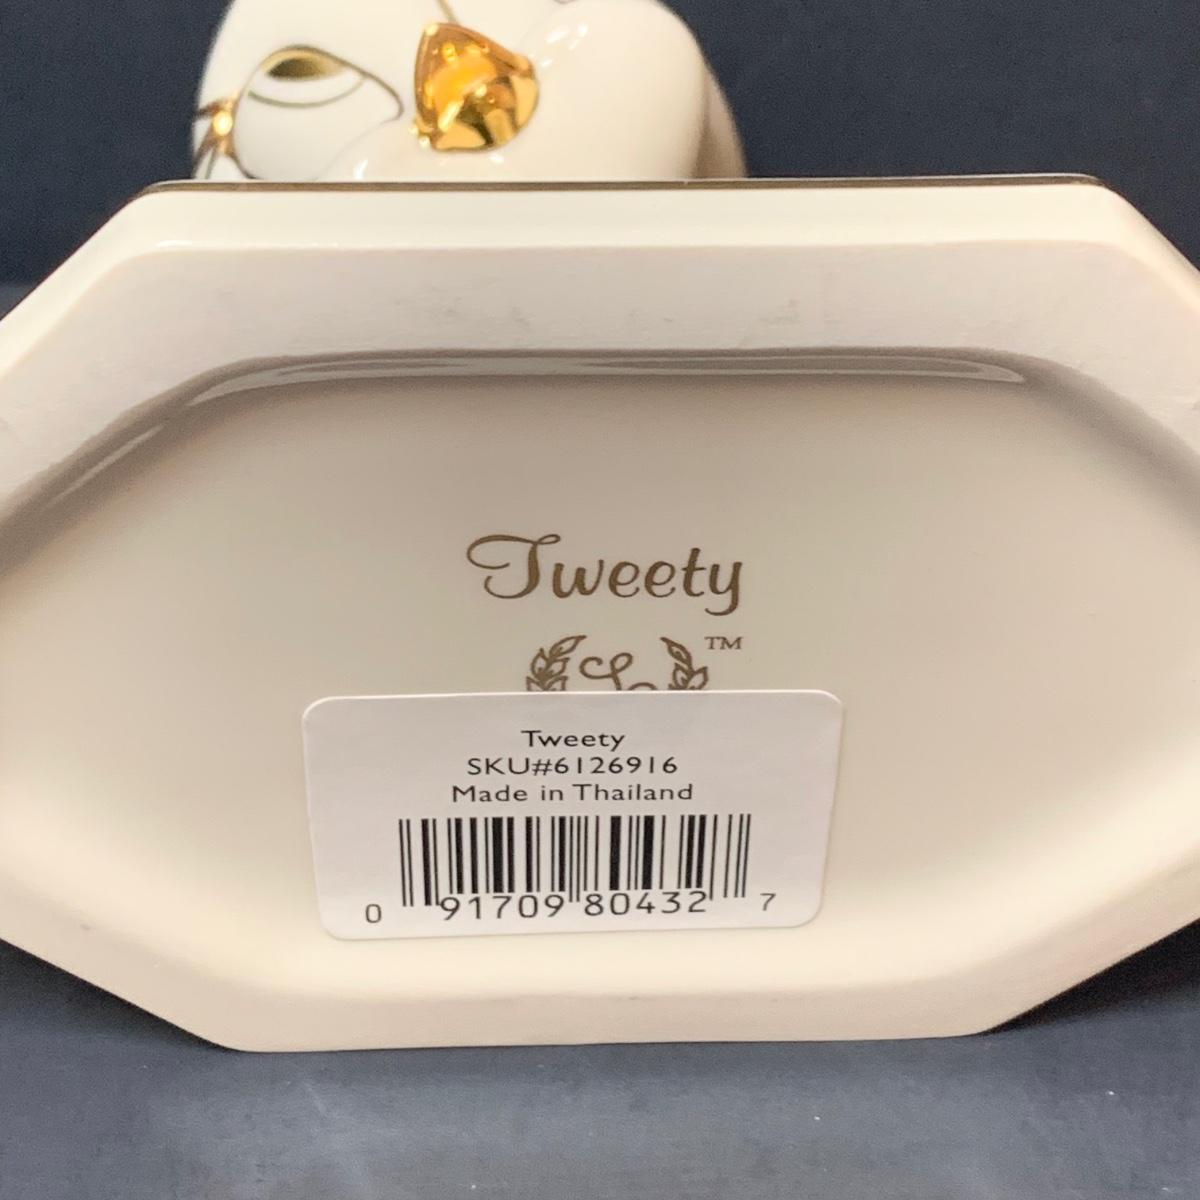 Tweety
TM
Tweety
SKU#6126916
Made in Thailand
0 91709 80432 7